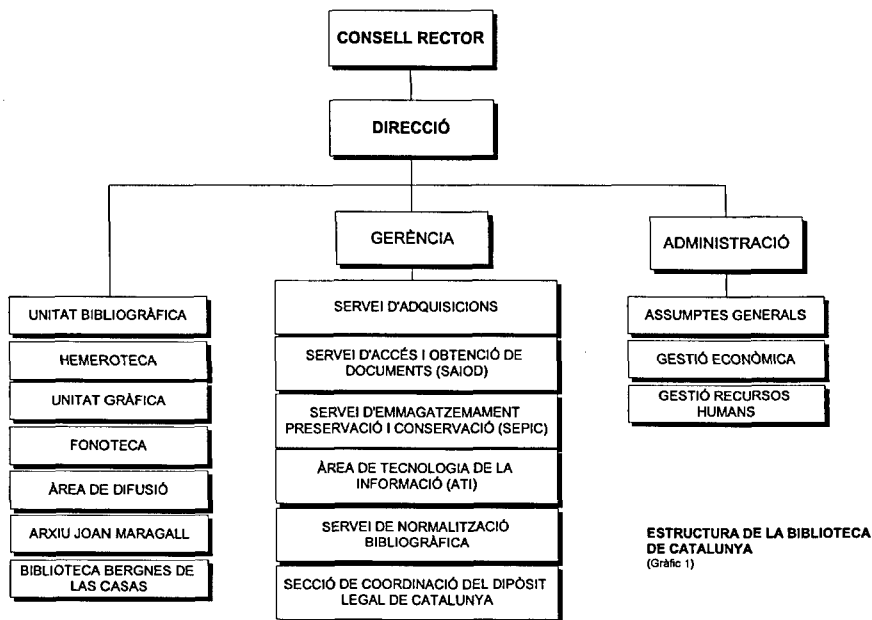 CONSELL RECTOR
DIRECCIÓ
GERÈNCIA
ADMINISTRACIÓ
UNITAT BIBLIOGRÀFICA
HEMEROTECA
UNITAT GRÀFICA
FONOTECA
ÀREA DE DIFUSIÓ
ARXIU JOAN MARAGALL
BIBLIOTECA BERGNES DE
LAS CASAS
SERVEI D'ADQUISICIONS
SERVEI D'ACCÉS I OBTENCIÓ DE
DOCUMENTS (SAIOD)
SERVEI D'EMMAGATZEMAMENT
PRESERVACIÓ I CONSERVACIÓ (SEPIC)
ÀREA DE TECNOLOGIA DE LA
INFORMACIÓ (ATI)
SERVEI DE NORMALITZACIÓ
BIBLIOGRÀFICA
SECCIÓ DE COORDINACIÓ DEL DIPÒSIT
LEGAL DE CATALUNYA
ASSUMPTES GENERALS
GESTIÓ ECONÒMICA
GESTIÓ RECURSOS
HUMANS
ESTRUCTURA DE LA BIBLIOTECA
DE CATALUNYA
(Gràfic 1)